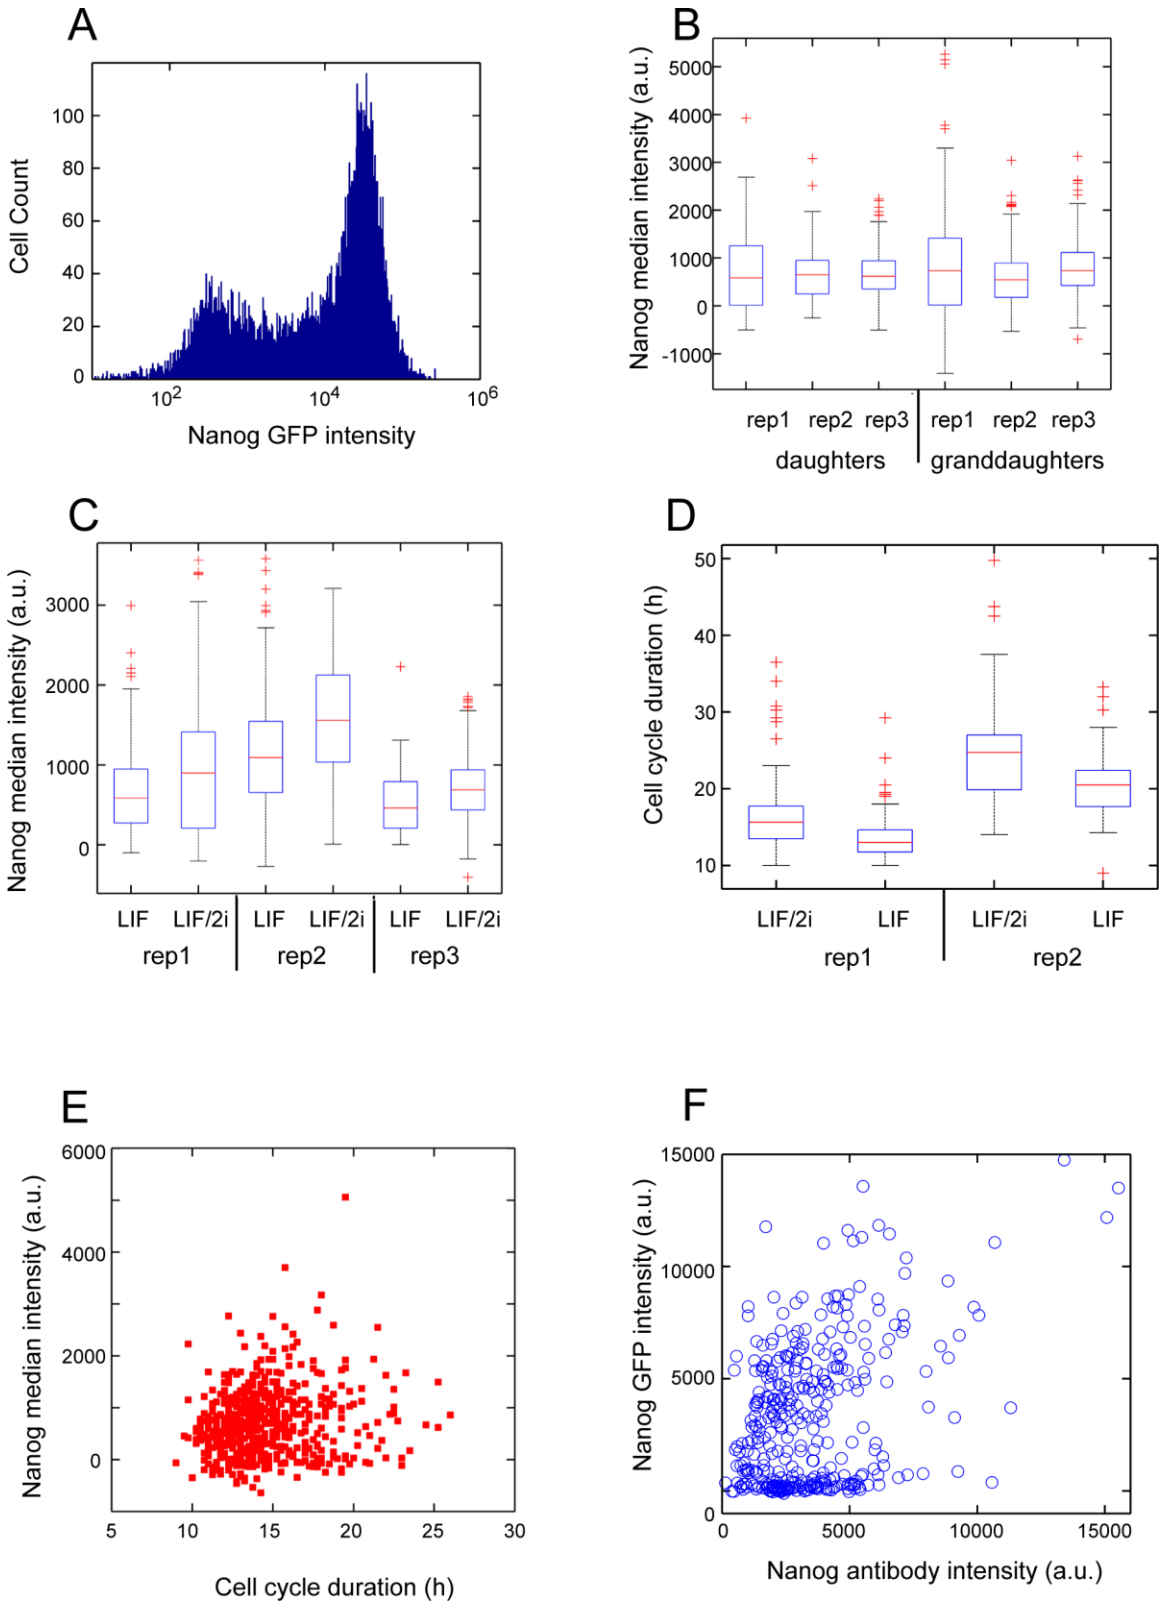 A
100
80
60
40
20
0
10^2 10^4 10^6
Cell Count
Nanog GFP intensity
B
5000
4000
3000
2000
1000
0
-1000
Nanog median intensity (a.u.)
rep1 rep2 rep3 rep1 rep2 rep3
daughters granddaughters
C
3000
2000
1000
0
Nanog median intensity (a.u.)
LIF LIF/2i LIF LIF/2i LIF LIF/2i
rep1 rep2 rep3
D
50
40
30
20
10
Cell cycle duration (h)
LIF/2i LIF LIF/2i LIF
rep1 rep2
E
6000
4000
2000
0
Nanog median intensity (a.u.)
5 10 15 20 25 30
Cell cycle duration (h)
F
15000
10000
5000
0
Nanog GFP intensity (a.u.)
0 5000 10000 15000
Nanog antibody intensity (a.u.)